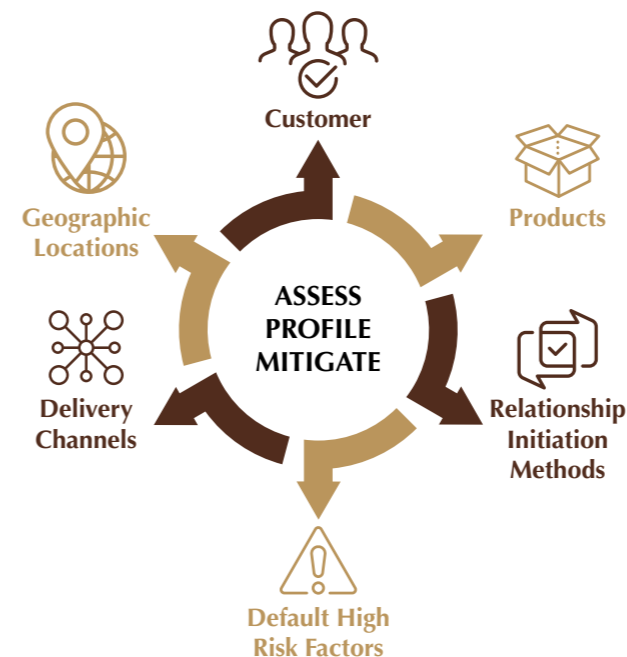 Customer
Products
Relationship
Initiation
Methods
Default High
Risk Factors
Delivery
Channels
Geographic
Locations
ASSESS
PROFILE
MITIGATE